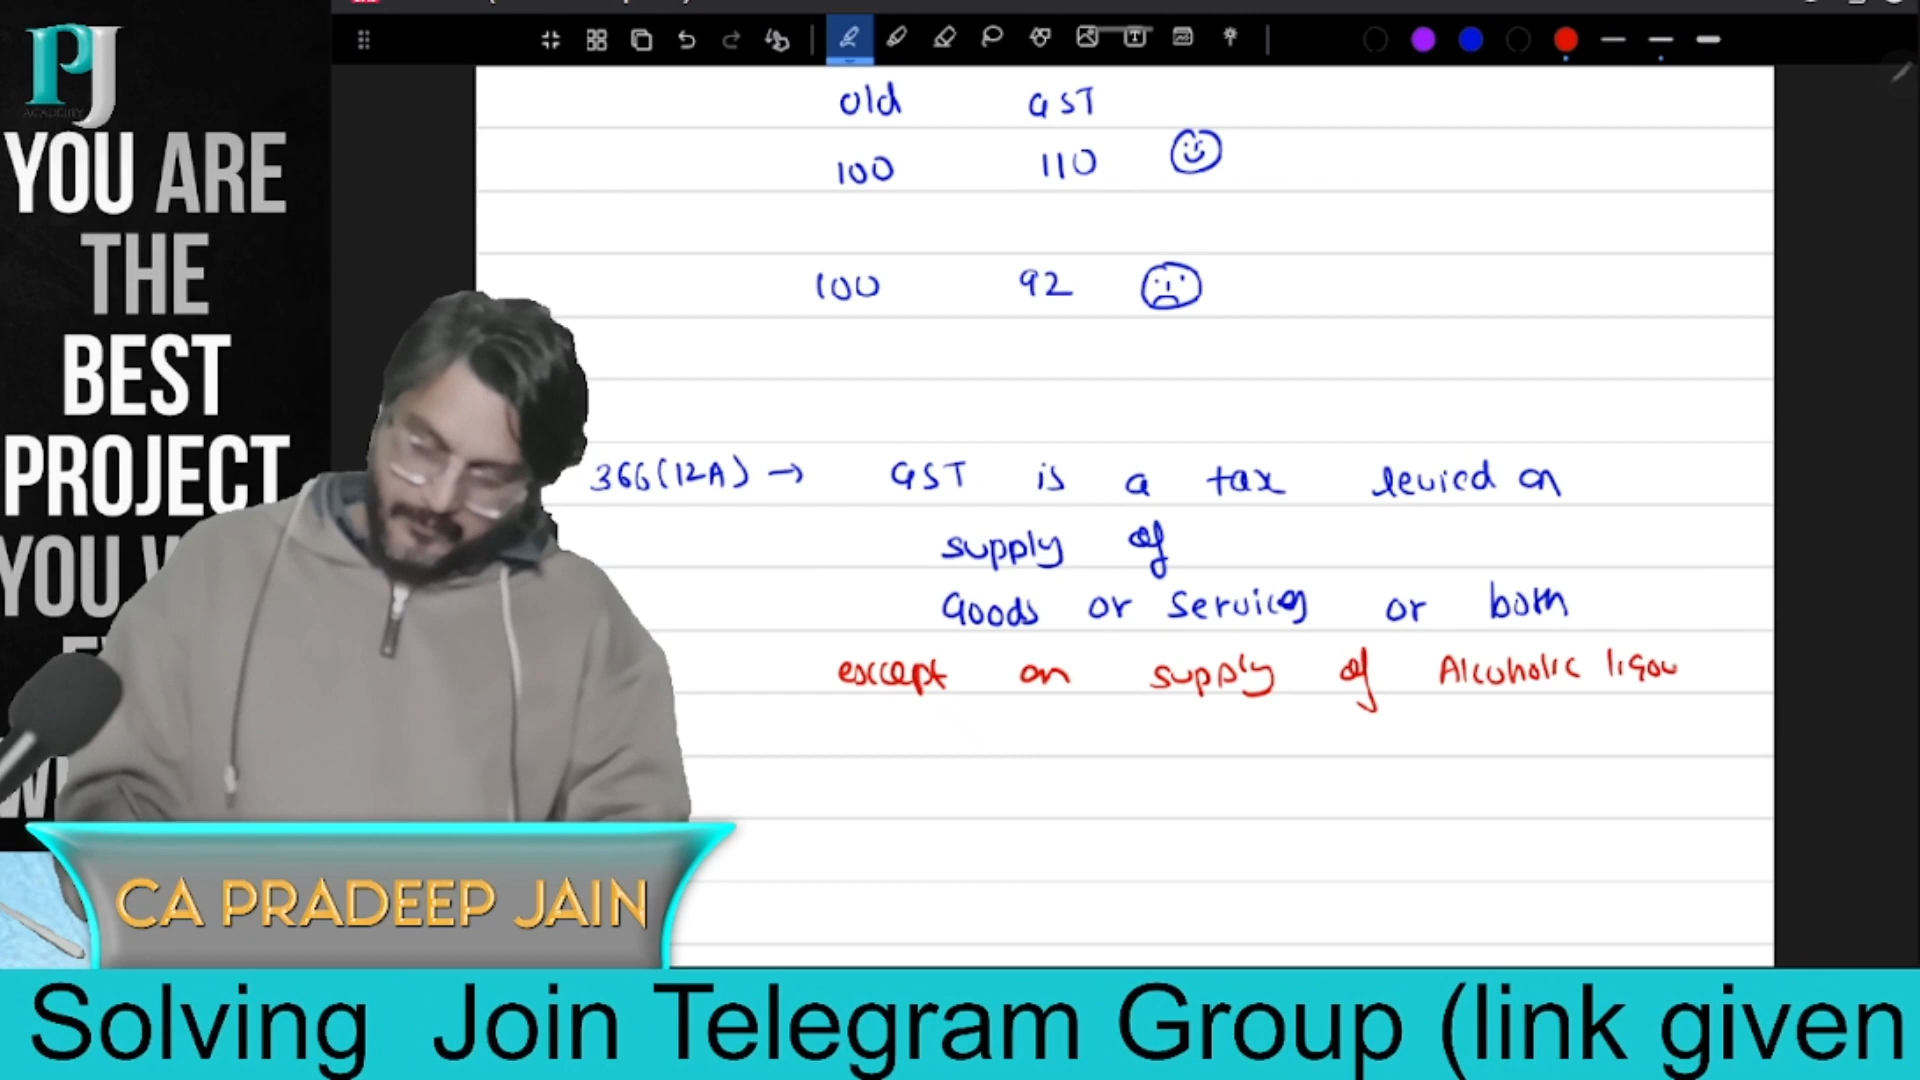 PJ
ACADEMY
YOU ARE
THE
BEST
PROJECT
YOU
Old GST
100 110
100 92
366(12A) → GST is a tax levied on
supply of
Goods or Services or both
except on supply of Alcoholic liqou
CA PRADEEP JAIN
Solving Join Telegram Group (link given